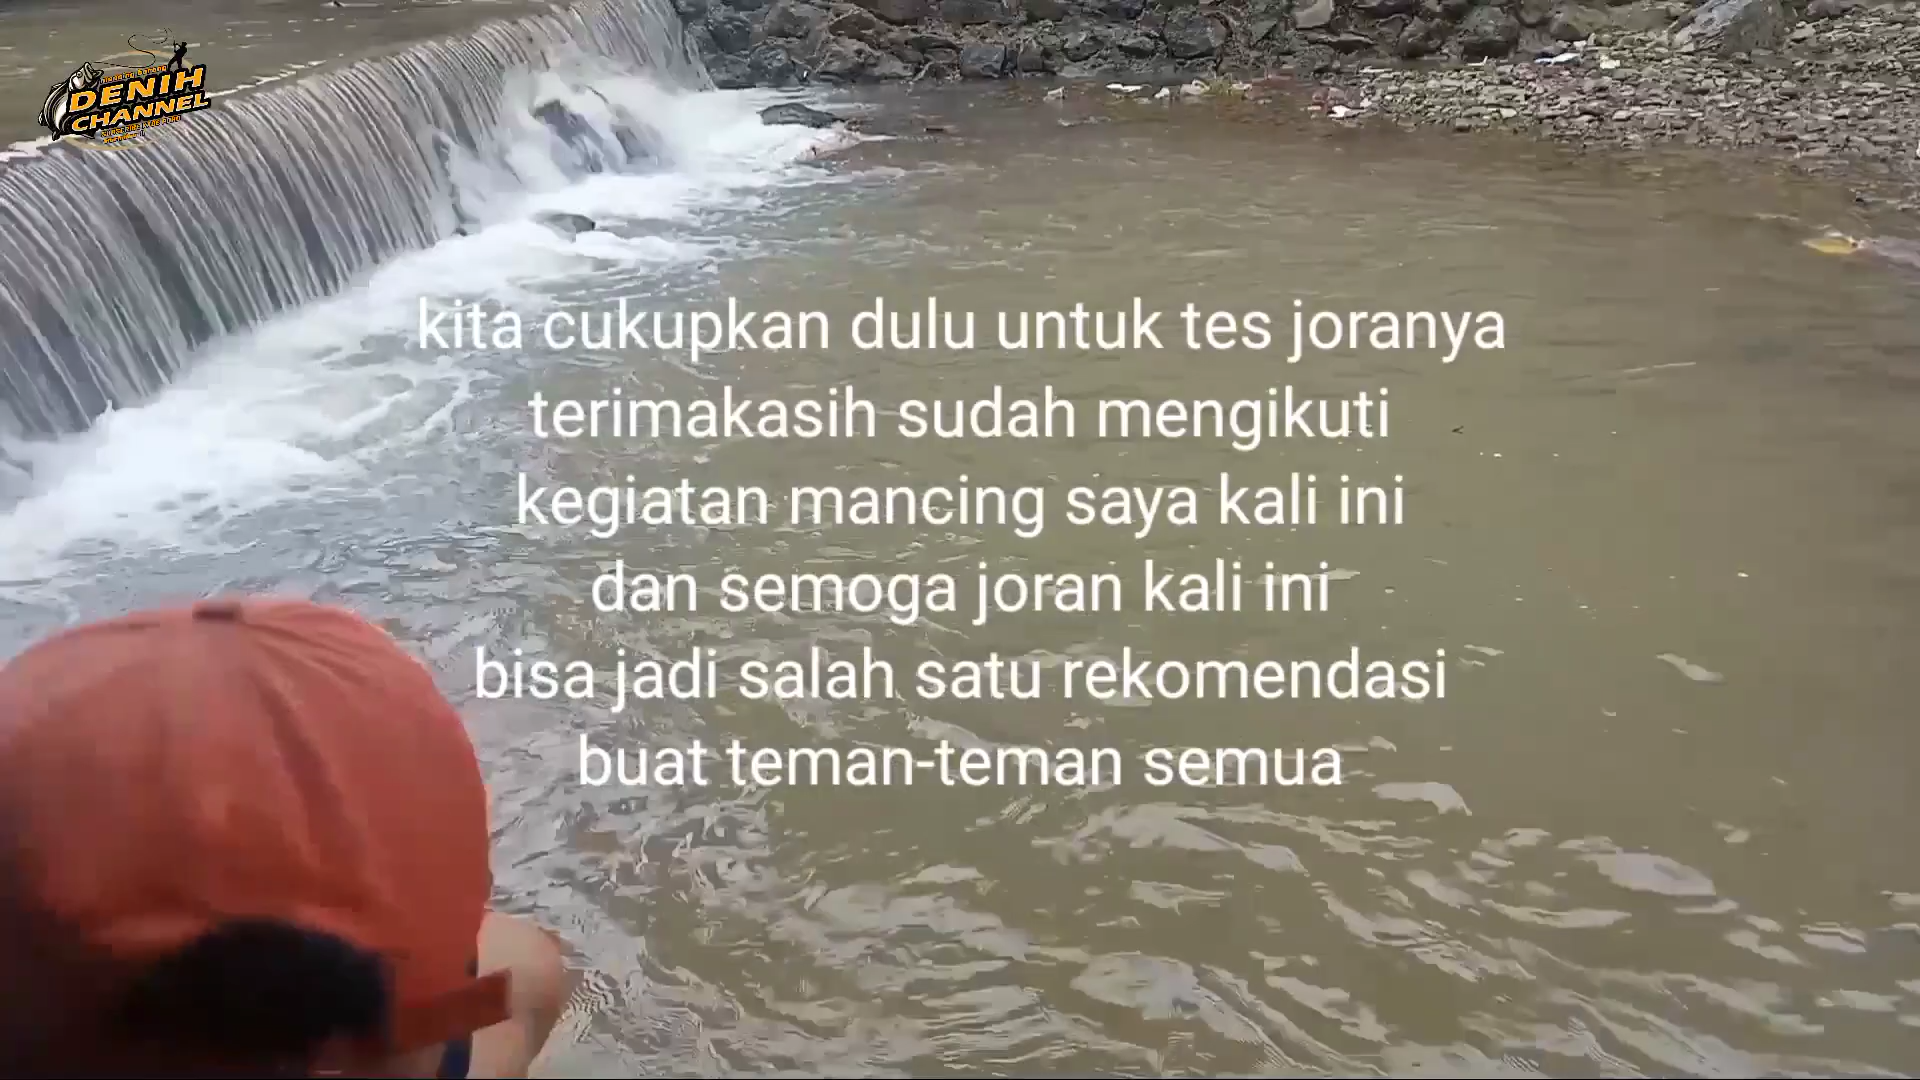 DENIH
CHANNEL
kita cukupkan dulu untuk tes joranya
terimakasih sudah mengikuti
kegiatan mancing saya kali ini
dan semoga joran kali ini
bisa jadi salah satu rekomendasi
buat teman-teman semua